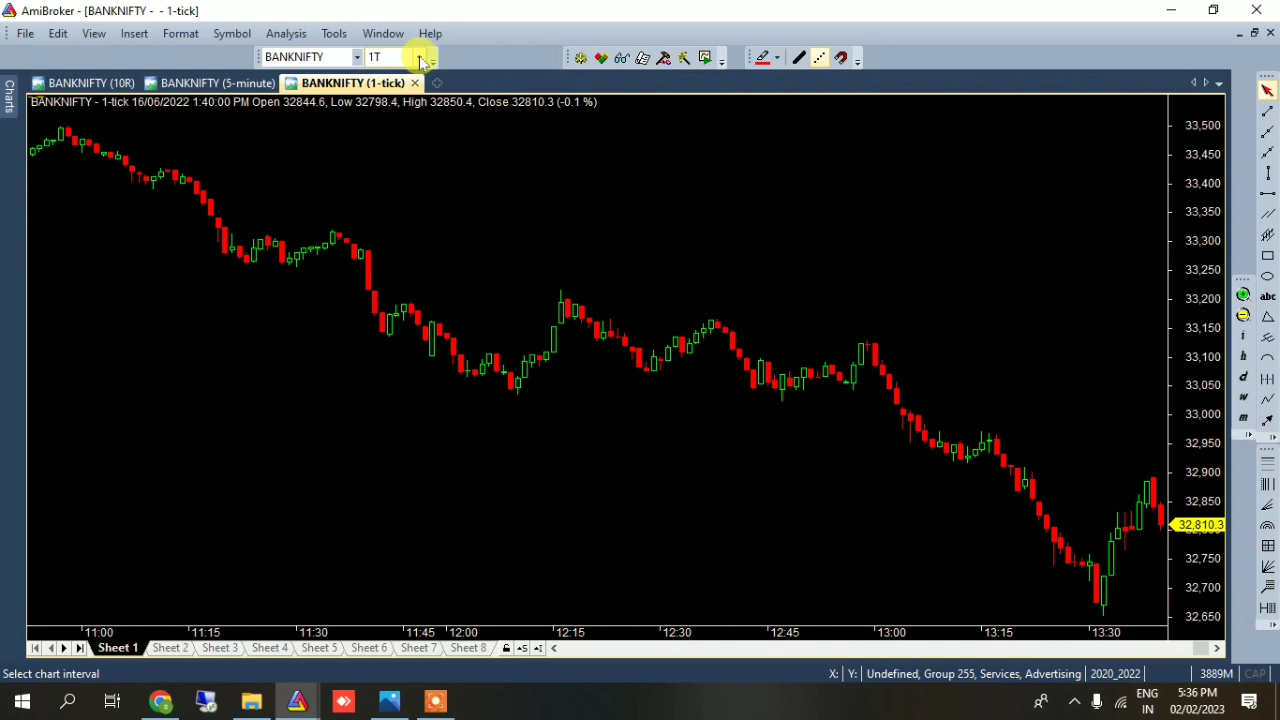 AmiBroker - [BANKNIFTY - - 1-tick]
File Edit View Insert Format Symbol Analysis Tools Window Help
BANKNIFTY 1T
BANKNIFTY (10R) BANKNIFTY (5-minute) BANKNIFTY (1-tick)
Charts
BANKNIFTY - 1-tick 16/06/2022 1:40:00 PM Open 32844.6, Low 32798.4, High 32850.4, Close 32810.3 (-0.1 %)
33,500
33,450
33,400
33,350
33,300
33,250
33,200
33,150
33,100
33,050
33,000
32,950
32,900
32,850
32,810.3
32,750
32,700
32,650
abc
i
h
d
w
m
11:00 11:15 11:30 11:45 12:00 12:15 12:30 12:45 13:00 13:15 13:30
Sheet 1 Sheet 2 Sheet 3 Sheet 4 Sheet 5 Sheet 6 Sheet 7 Sheet 8 S I
Select chart interval X: Y: Undefined, Group 255, Services, Advertising 2020_2022 3889M CAP
ENG 5:36 PM
IN 02/02/2023